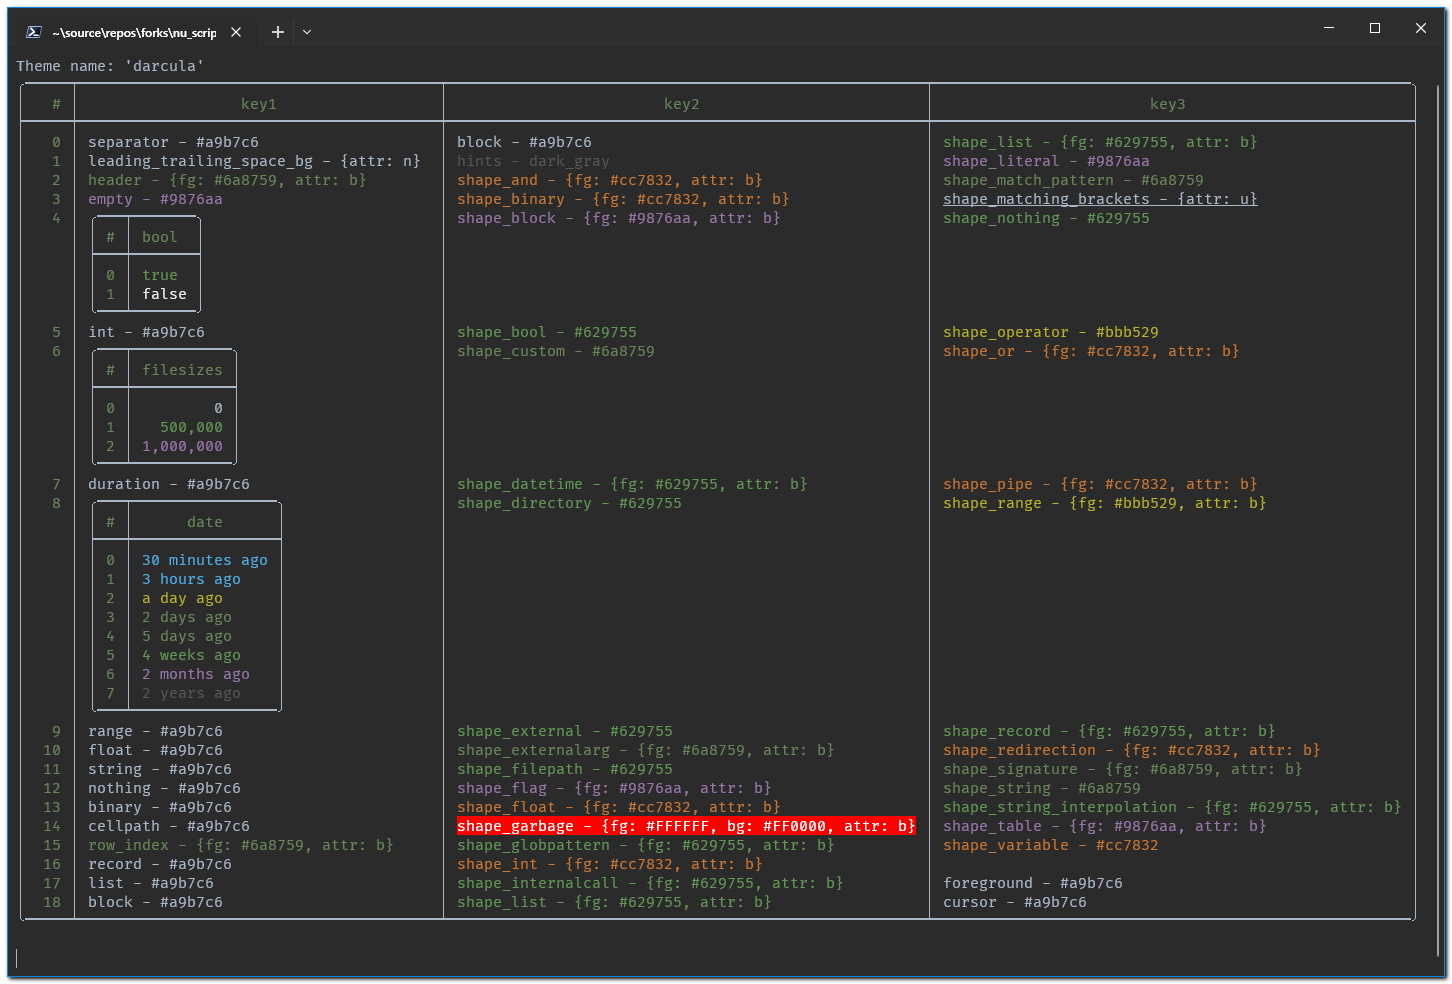 ~\source\repos\forks\nu_scrip
Theme name: 'darcula'
# key1 key2 key3
0 separator - #a9b7c6 block - #a9b7c6 shape_list - {fg: #629755, attr: b}
1 leading_trailing_space_bg - {attr: n} hints - dark_gray shape_literal - #9876aa
2 header - {fg: #6a8759, attr: b} shape_and - {fg: #cc7832, attr: b} shape_match_pattern - #6a8759
3 empty - #9876aa shape_binary - {fg: #cc7832, attr: b} shape_matching_brackets - {attr: u}
4 shape_block - {fg: #9876aa, attr: b} shape_nothing - #629755
# bool
0 true
1 false
5 int - #a9b7c6 shape_bool - #629755 shape_operator - #bbb529
6 shape_custom - #6a8759 shape_or - {fg: #cc7832, attr: b}
# filesizes
0 0
1 500,000
2 1,000,000
7 duration - #a9b7c6 shape_datetime - {fg: #629755, attr: b} shape_pipe - {fg: #cc7832, attr: b}
8 shape_directory - #629755 shape_range - {fg: #bbb529, attr: b}
# date
0 30 minutes ago
1 3 hours ago
2 a day ago
3 2 days ago
4 5 days ago
5 4 weeks ago
6 2 months ago
7 2 years ago
9 range - #a9b7c6 shape_external - #629755 shape_record - {fg: #629755, attr: b}
10 float - #a9b7c6 shape_externalarg - {fg: #6a8759, attr: b} shape_redirection - {fg: #cc7832, attr: b}
11 string - #a9b7c6 shape_filepath - #629755 shape_signature - {fg: #6a8759, attr: b}
12 nothing - #a9b7c6 shape_flag - {fg: #9876aa, attr: b} shape_string - #6a8759
13 binary - #a9b7c6 shape_float - {fg: #cc7832, attr: b} shape_string_interpolation - {fg: #629755, attr: b}
14 cellpath - #a9b7c6 shape_garbage - {fg: #FFFFFF, bg: #FF0000, attr: b} shape_table - {fg: #9876aa, attr: b}
15 row_index - {fg: #6a8759, attr: b} shape_globpattern - {fg: #629755, attr: b} shape_variable - #cc7832
16 record - #a9b7c6 shape_int - {fg: #cc7832, attr: b}
17 list - #a9b7c6 shape_internalcall - {fg: #629755, attr: b} foreground - #a9b7c6
18 block - #a9b7c6 shape_list - {fg: #629755, attr: b} cursor - #a9b7c6